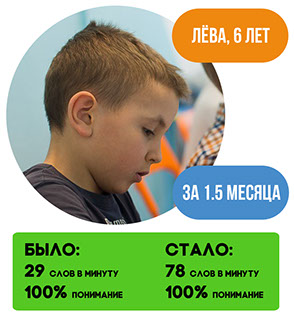 ЛЁВА, 6 ЛЕТ
ЗА 1.5 МЕСЯЦА
БЫЛО:
29 СЛОВ В МИНУТУ
100% ПОНИМАНИЕ
СТАЛО:
78 СЛОВ В МИНУТУ
100% ПОНИМАНИЕ